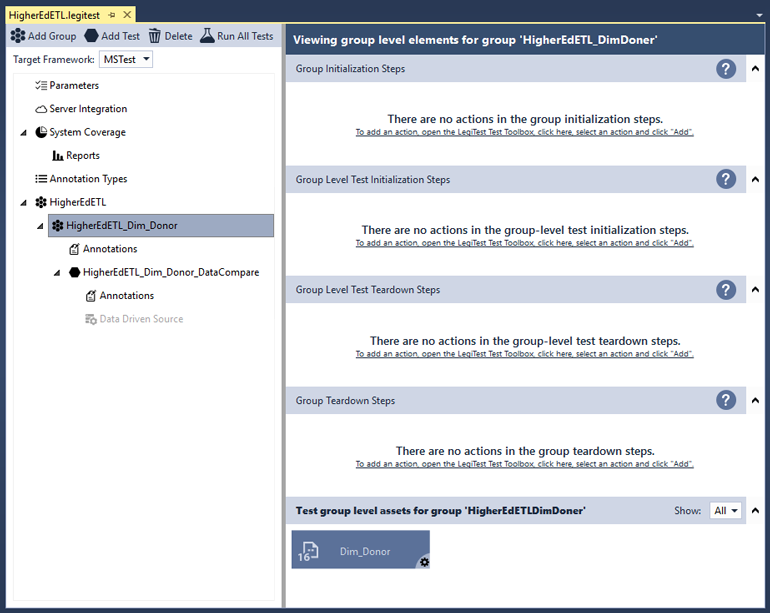 HigherEdETL.legitest
Add Group Add Test Delete Run All Tests
Target Framework: MSTest
Parameters
Server Integration
System Coverage
Reports
Annotation Types
HigherEdETL
HigherEdETL_Dim_Donor
Annotations
HigherEdETL_Dim_Donor_DataCompare
Annotations
Data Driven Source
Viewing group level elements for group 'HigherEdETL_DimDoner'
Group Initialization Steps ?
There are no actions in the group initialization steps.
To add an action, open the LegiTest Test Toolbox, click here, select an action and click "Add".
Group Level Test Initialization Steps ?
There are no actions in the group-level test initialization steps.
To add an action, open the LegiTest Test Toolbox, click here, select an action and click "Add".
Group Level Test Teardown Steps ?
There are no actions in the group-level test teardown steps.
To add an action, open the LegiTest Test Toolbox, click here, select an action and click "Add".
Group Teardown Steps ?
There are no actions in the group teardown steps.
To add an action, open the LegiTest Test Toolbox, click here, select an action and click "Add".
Test group level assets for group 'HigherEdETLDimDoner' Show: All
16 Dim_Donor